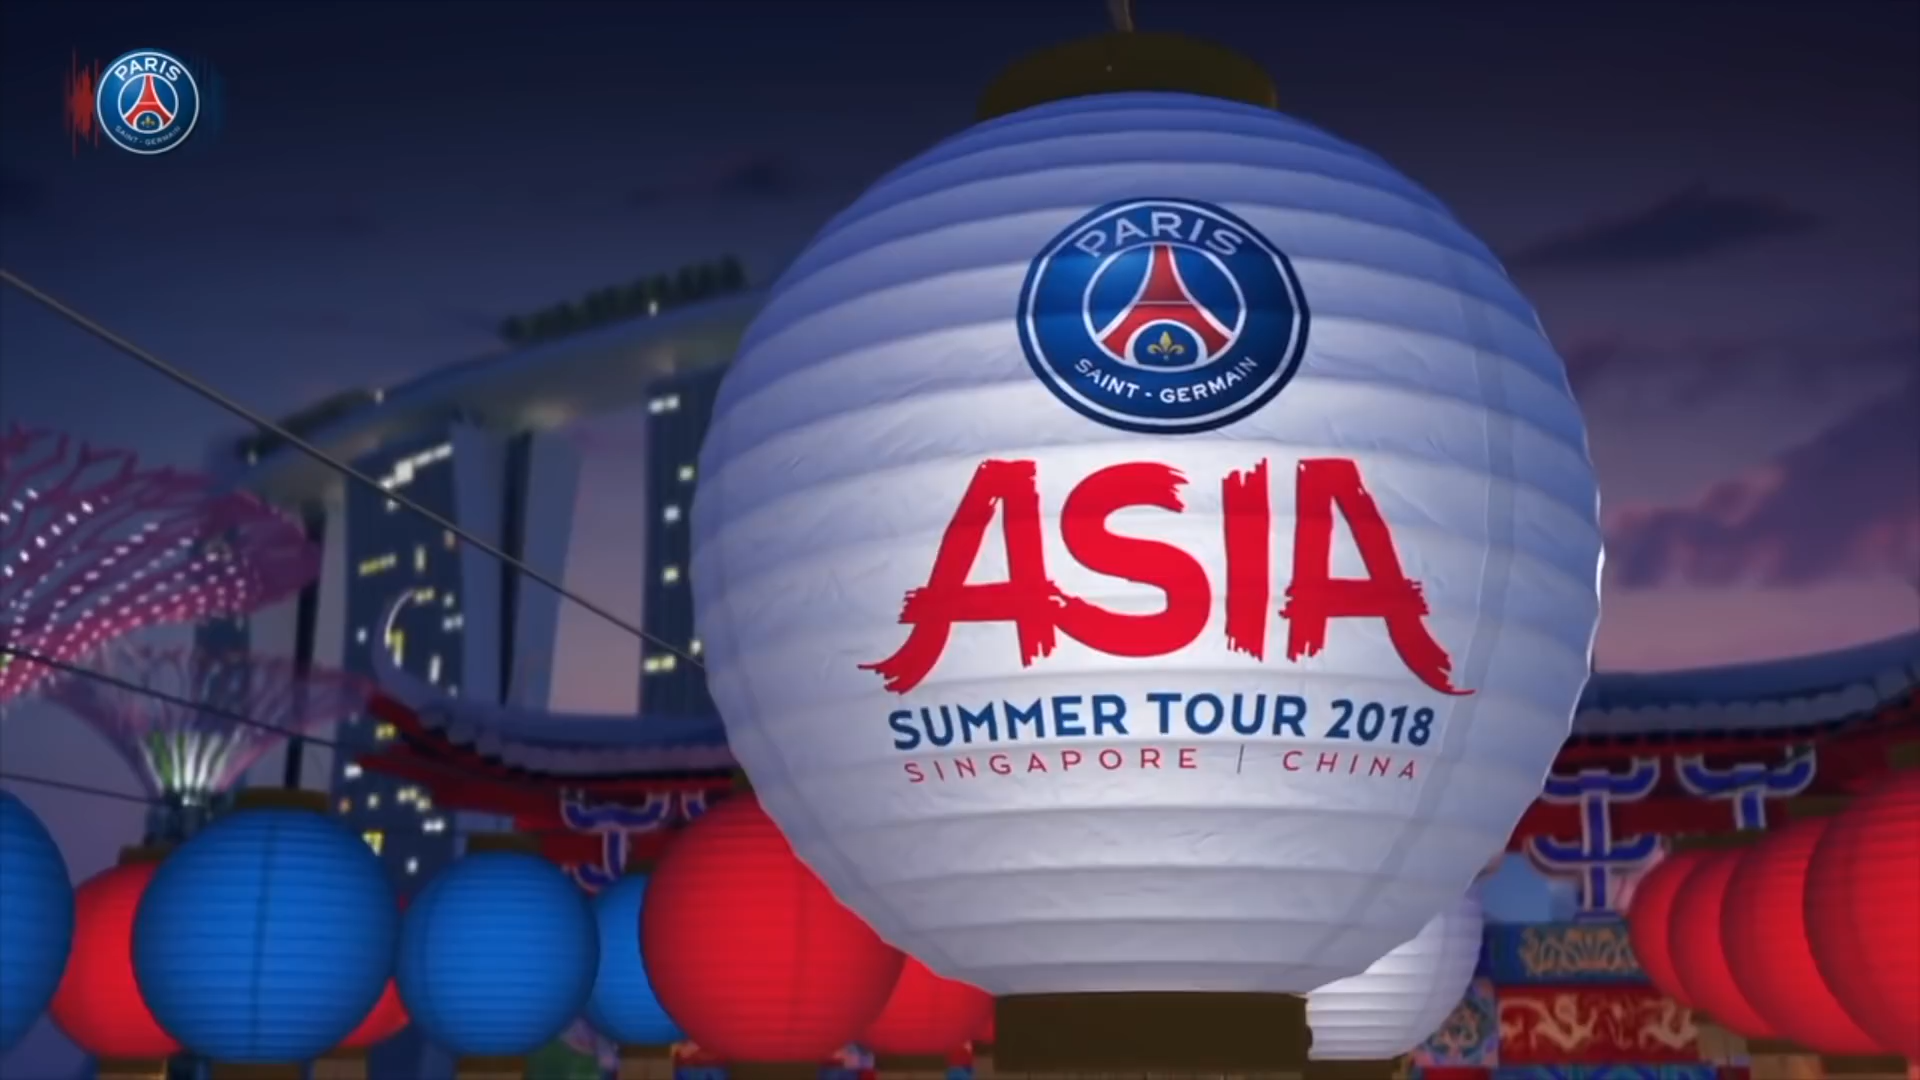 PARIS
SAINT-GERMAIN
PARIS
SAINT - GERMAIN
ASIA
SUMMER TOUR 2018
SINGAPORE | CHINA